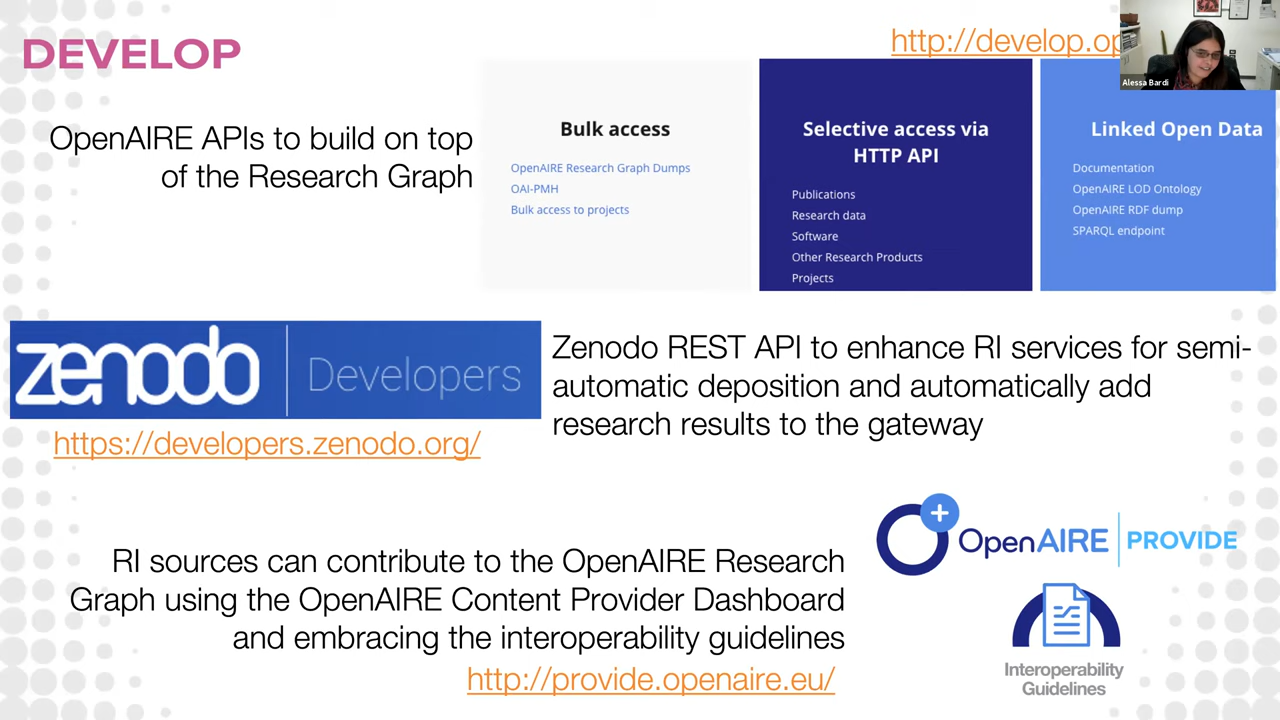 DEVELOP
http://develop.op
Alessa Bardi
OpenAIRE APIs to build on top
of the Research Graph
Bulk access
OpenAIRE Research Graph Dumps
OAI-PMH
Bulk access to projects
Selective access via
HTTP API
Publications
Research data
Software
Other Research Products
Projects
Linked Open Data
Documentation
OpenAIRE LOD Ontology
OpenAIRE RDF dump
SPARQL endpoint
zenodo Developers
https://developers.zenodo.org/
Zenodo REST API to enhance RI services for semi-
automatic deposition and automatically add
research results to the gateway
RI sources can contribute to the OpenAIRE Research
Graph using the OpenAIRE Content Provider Dashboard
and embracing the interoperability guidelines
http://provide.openaire.eu/
OpenAIRE PROVIDE
Interoperability
Guidelines